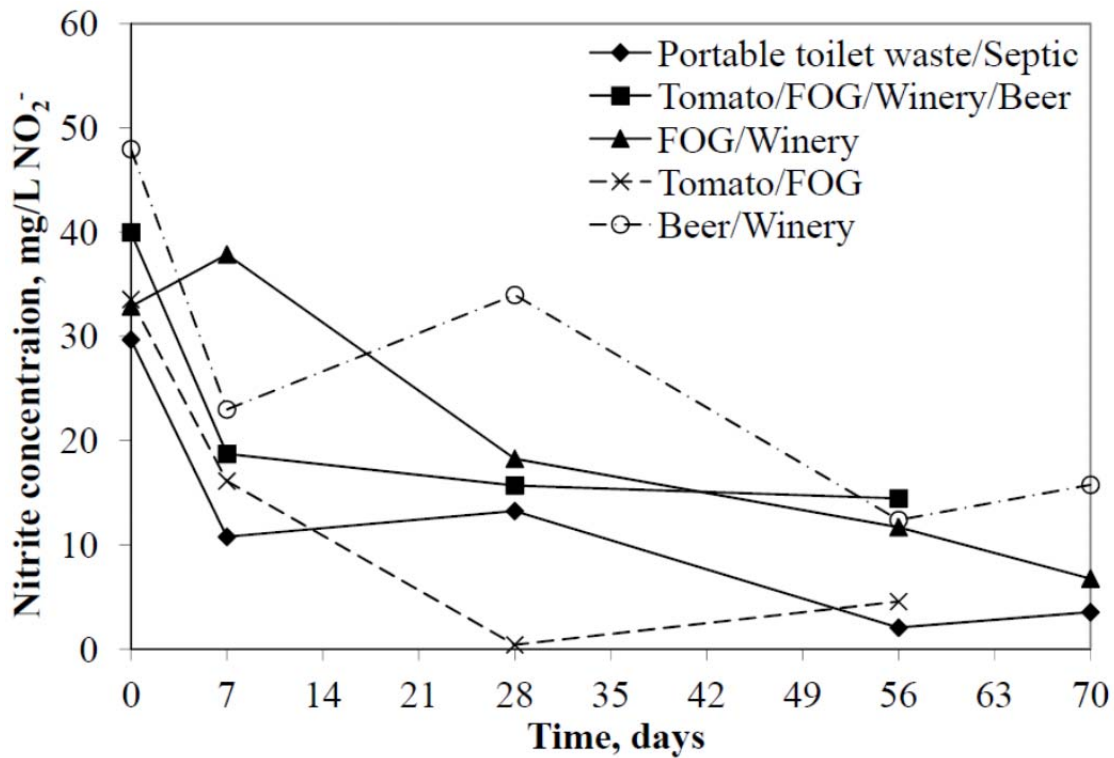 60
50
40
30
20
10
0
Nitrite concentraion, mg/L NO₂⁻
Portable toilet waste/Septic
Tomato/FOG/Winery/Beer
FOG/Winery
Tomato/FOG
Beer/Winery
0 7 14 21 28 35 42 49 56 63 70
Time, days